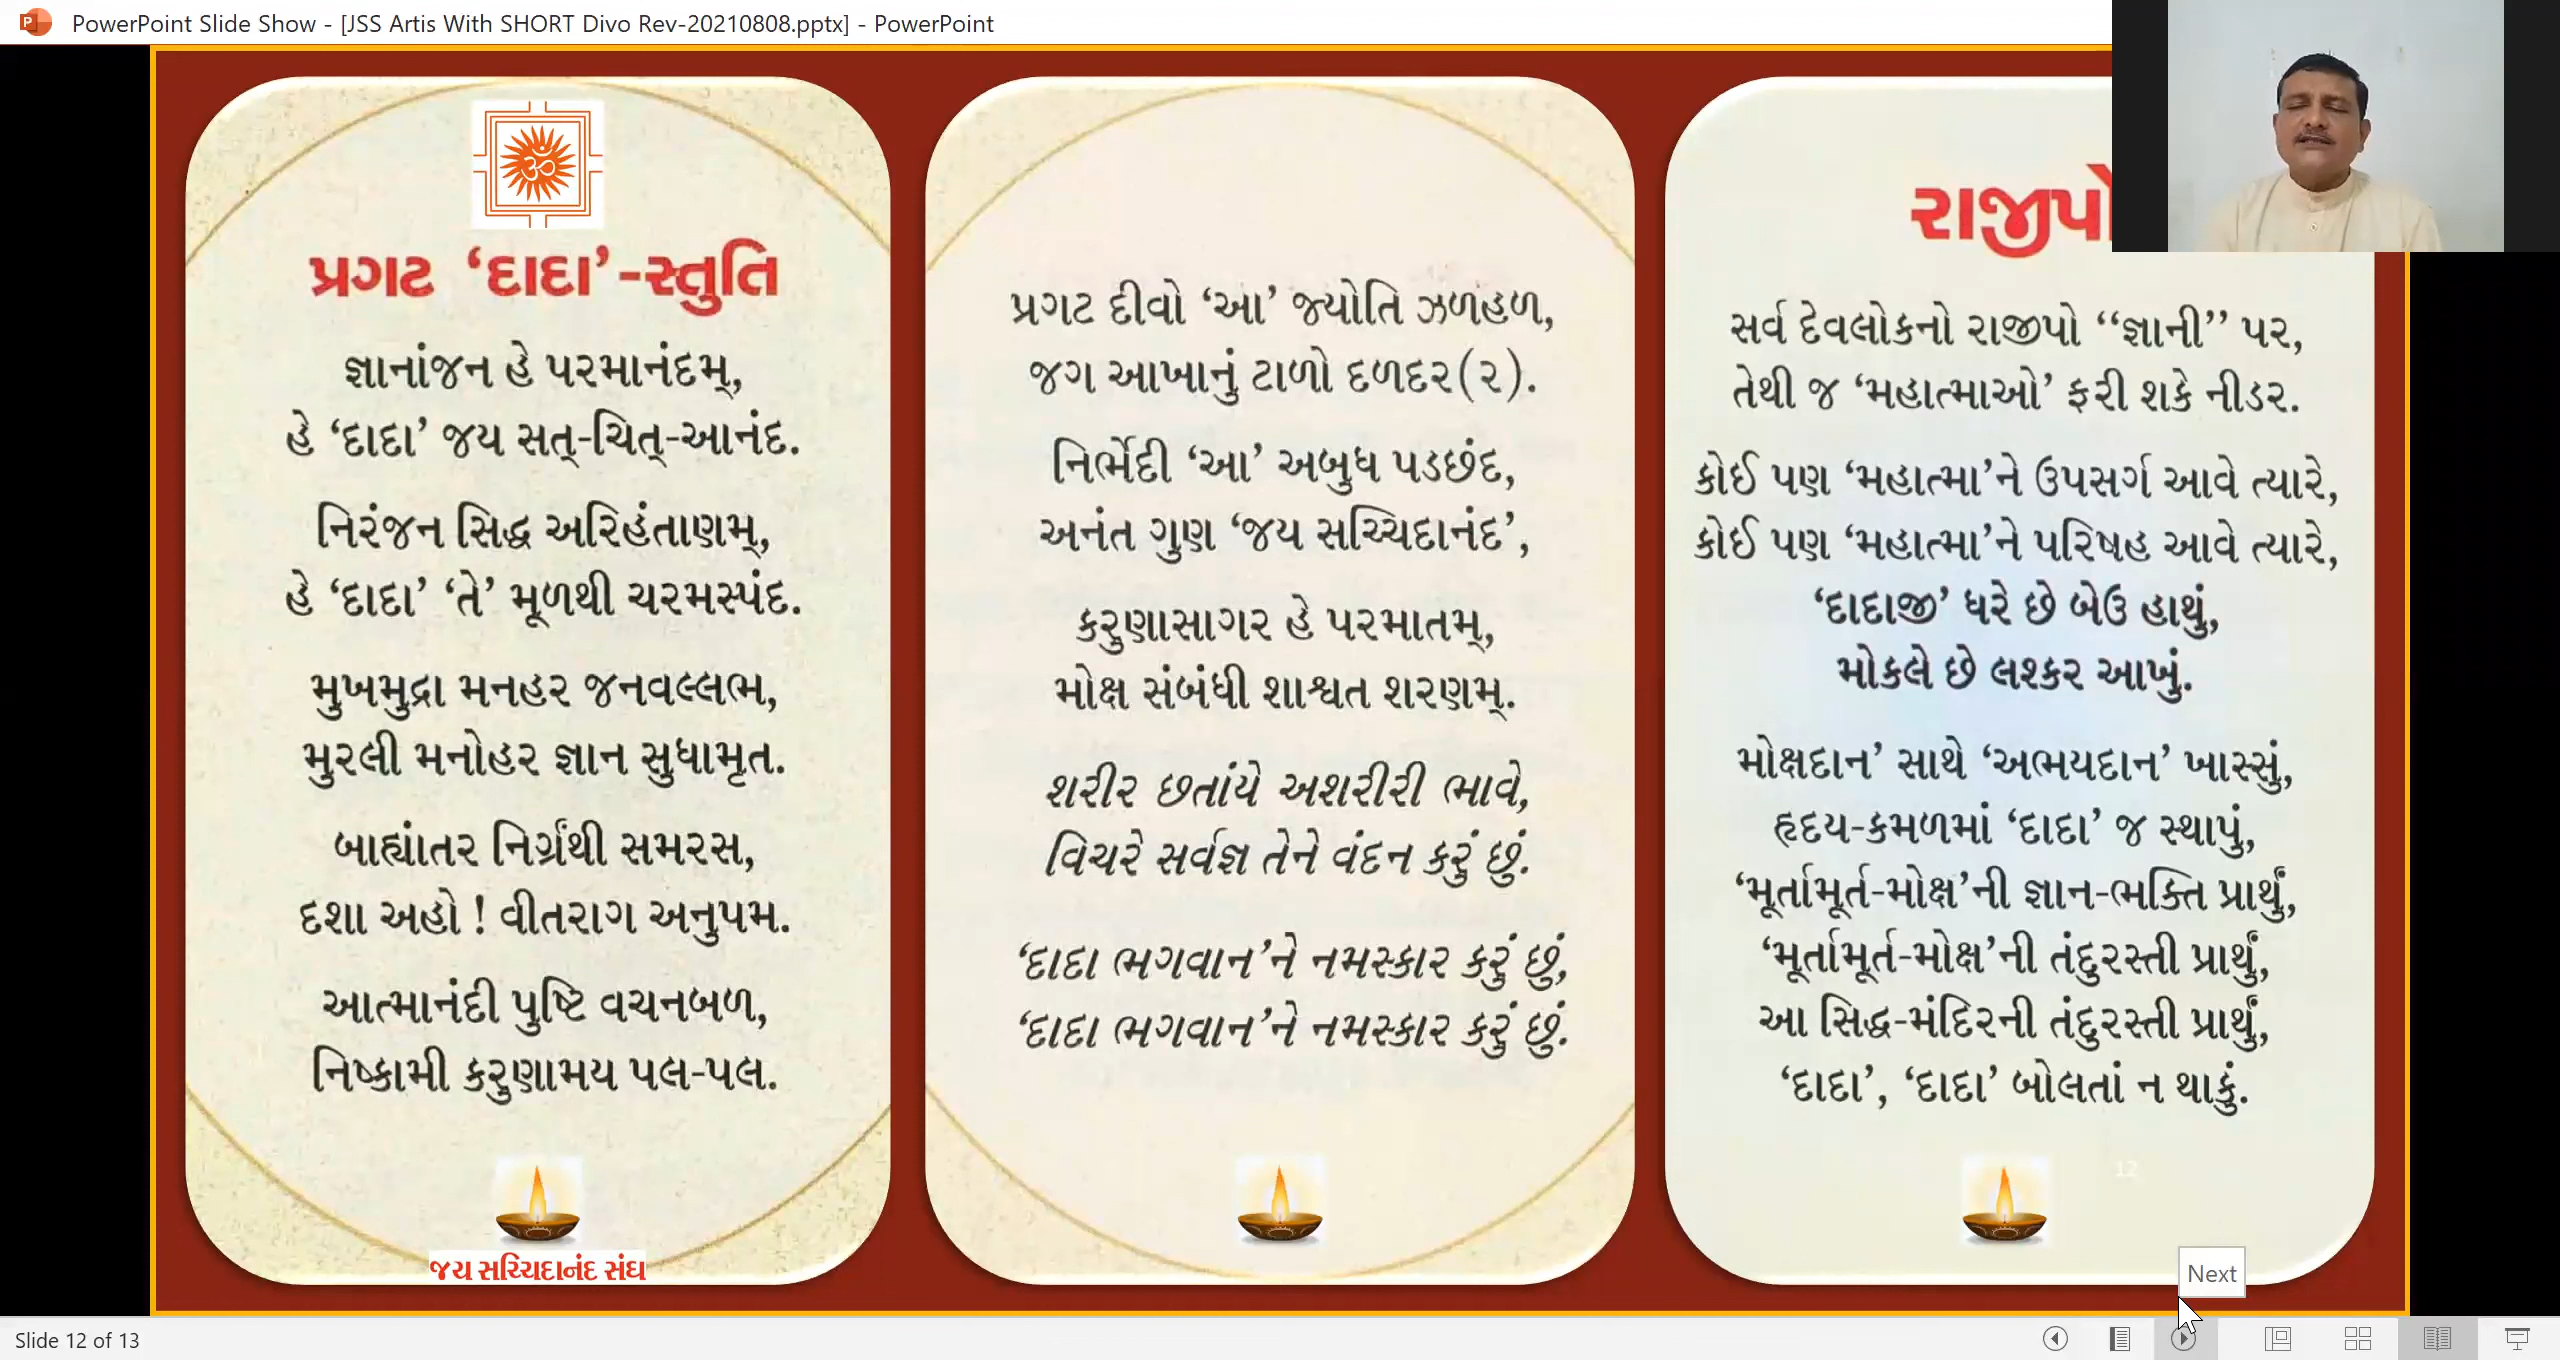 PowerPoint Slide Show - [JSS Artis With SHORT Divo Rev-20210808.pptx] - PowerPoint
પ્રગટ ‘દાદા’-સ્તુતિ
જ્ઞાનાંજન હે પરમાનંદમ્,
હે ‘દાદા’ જય સત્-ચિત્-આનંદ.
નિરંજન સિદ્ધ અરિહંતાણમ્,
હે ‘દાદા’ ‘તે’ મૂળથી ચરમસ્પંદ.
મુખમુદ્રા મનહર જનવલ્લભ,
મુરલી મનોહર જ્ઞાન સુધામૃત.
બાહ્યાંતર નિર્ગ્રંથી સમરસ,
દશા અહો ! વીતરાગ અનુપમ.
આત્માનંદી પુષ્ટિ વચનબળ,
નિષ્કામી કરુણામય પલ-પલ.
જય સચ્ચિદાનંદ સંઘ
પ્રગટ દીવો ‘આ’ જ્યોતિ ઝળહળ,
જગ આખાનું ટાળો દળદર(૨).
નિર્ભેદી ‘આ’ અબુધ પડછંદ,
અનંત ગુણ ‘જય સચ્ચિદાનંદ’,
કરુણાસાગર હે પરમાતમ્,
મોક્ષ સંબંધી શાશ્વત શરણમ્.
શરીર છતાંયે અશરીરી ભાવે,
વિચરે સર્વજ્ઞ તેને વંદન કરું છું.
‘દાદા ભગવાન’ને નમસ્કાર કરું છું,
‘દાદા ભગવાન’ને નમસ્કાર કરું છું.
રાજીપો
સર્વ દેવલોકનો રાજીપો “જ્ઞાની” પર,
તેથી જ ‘મહાત્માઓ’ ફરી શકે નીડર.
કોઈ પણ ‘મહાત્મા’ને ઉપસર્ગ આવે ત્યારે,
કોઈ પણ ‘મહાત્મા’ને પરિષહ આવે ત્યારે,
‘દાદાજી’ ધરે છે બેઉ હાથું,
મોકલે છે લશ્કર આખું.
મોક્ષદાન’ સાથે ‘અભયદાન’ ખાસ્સું,
હૃદય-કમળમાં ‘દાદા’ જ સ્થાપું,
‘મૂર્તામૂર્ત-મોક્ષ’ની જ્ઞાન-ભક્તિ પ્રાર્થું,
‘મૂર્તામૂર્ત-મોક્ષ’ની તંદુરસ્તી પ્રાર્થું,
આ સિદ્ધ-મંદિરની તંદુરસ્તી પ્રાર્થું,
‘દાદા’, ‘દાદા’ બોલતાં ન થાકું.
12
Next
Slide 12 of 13